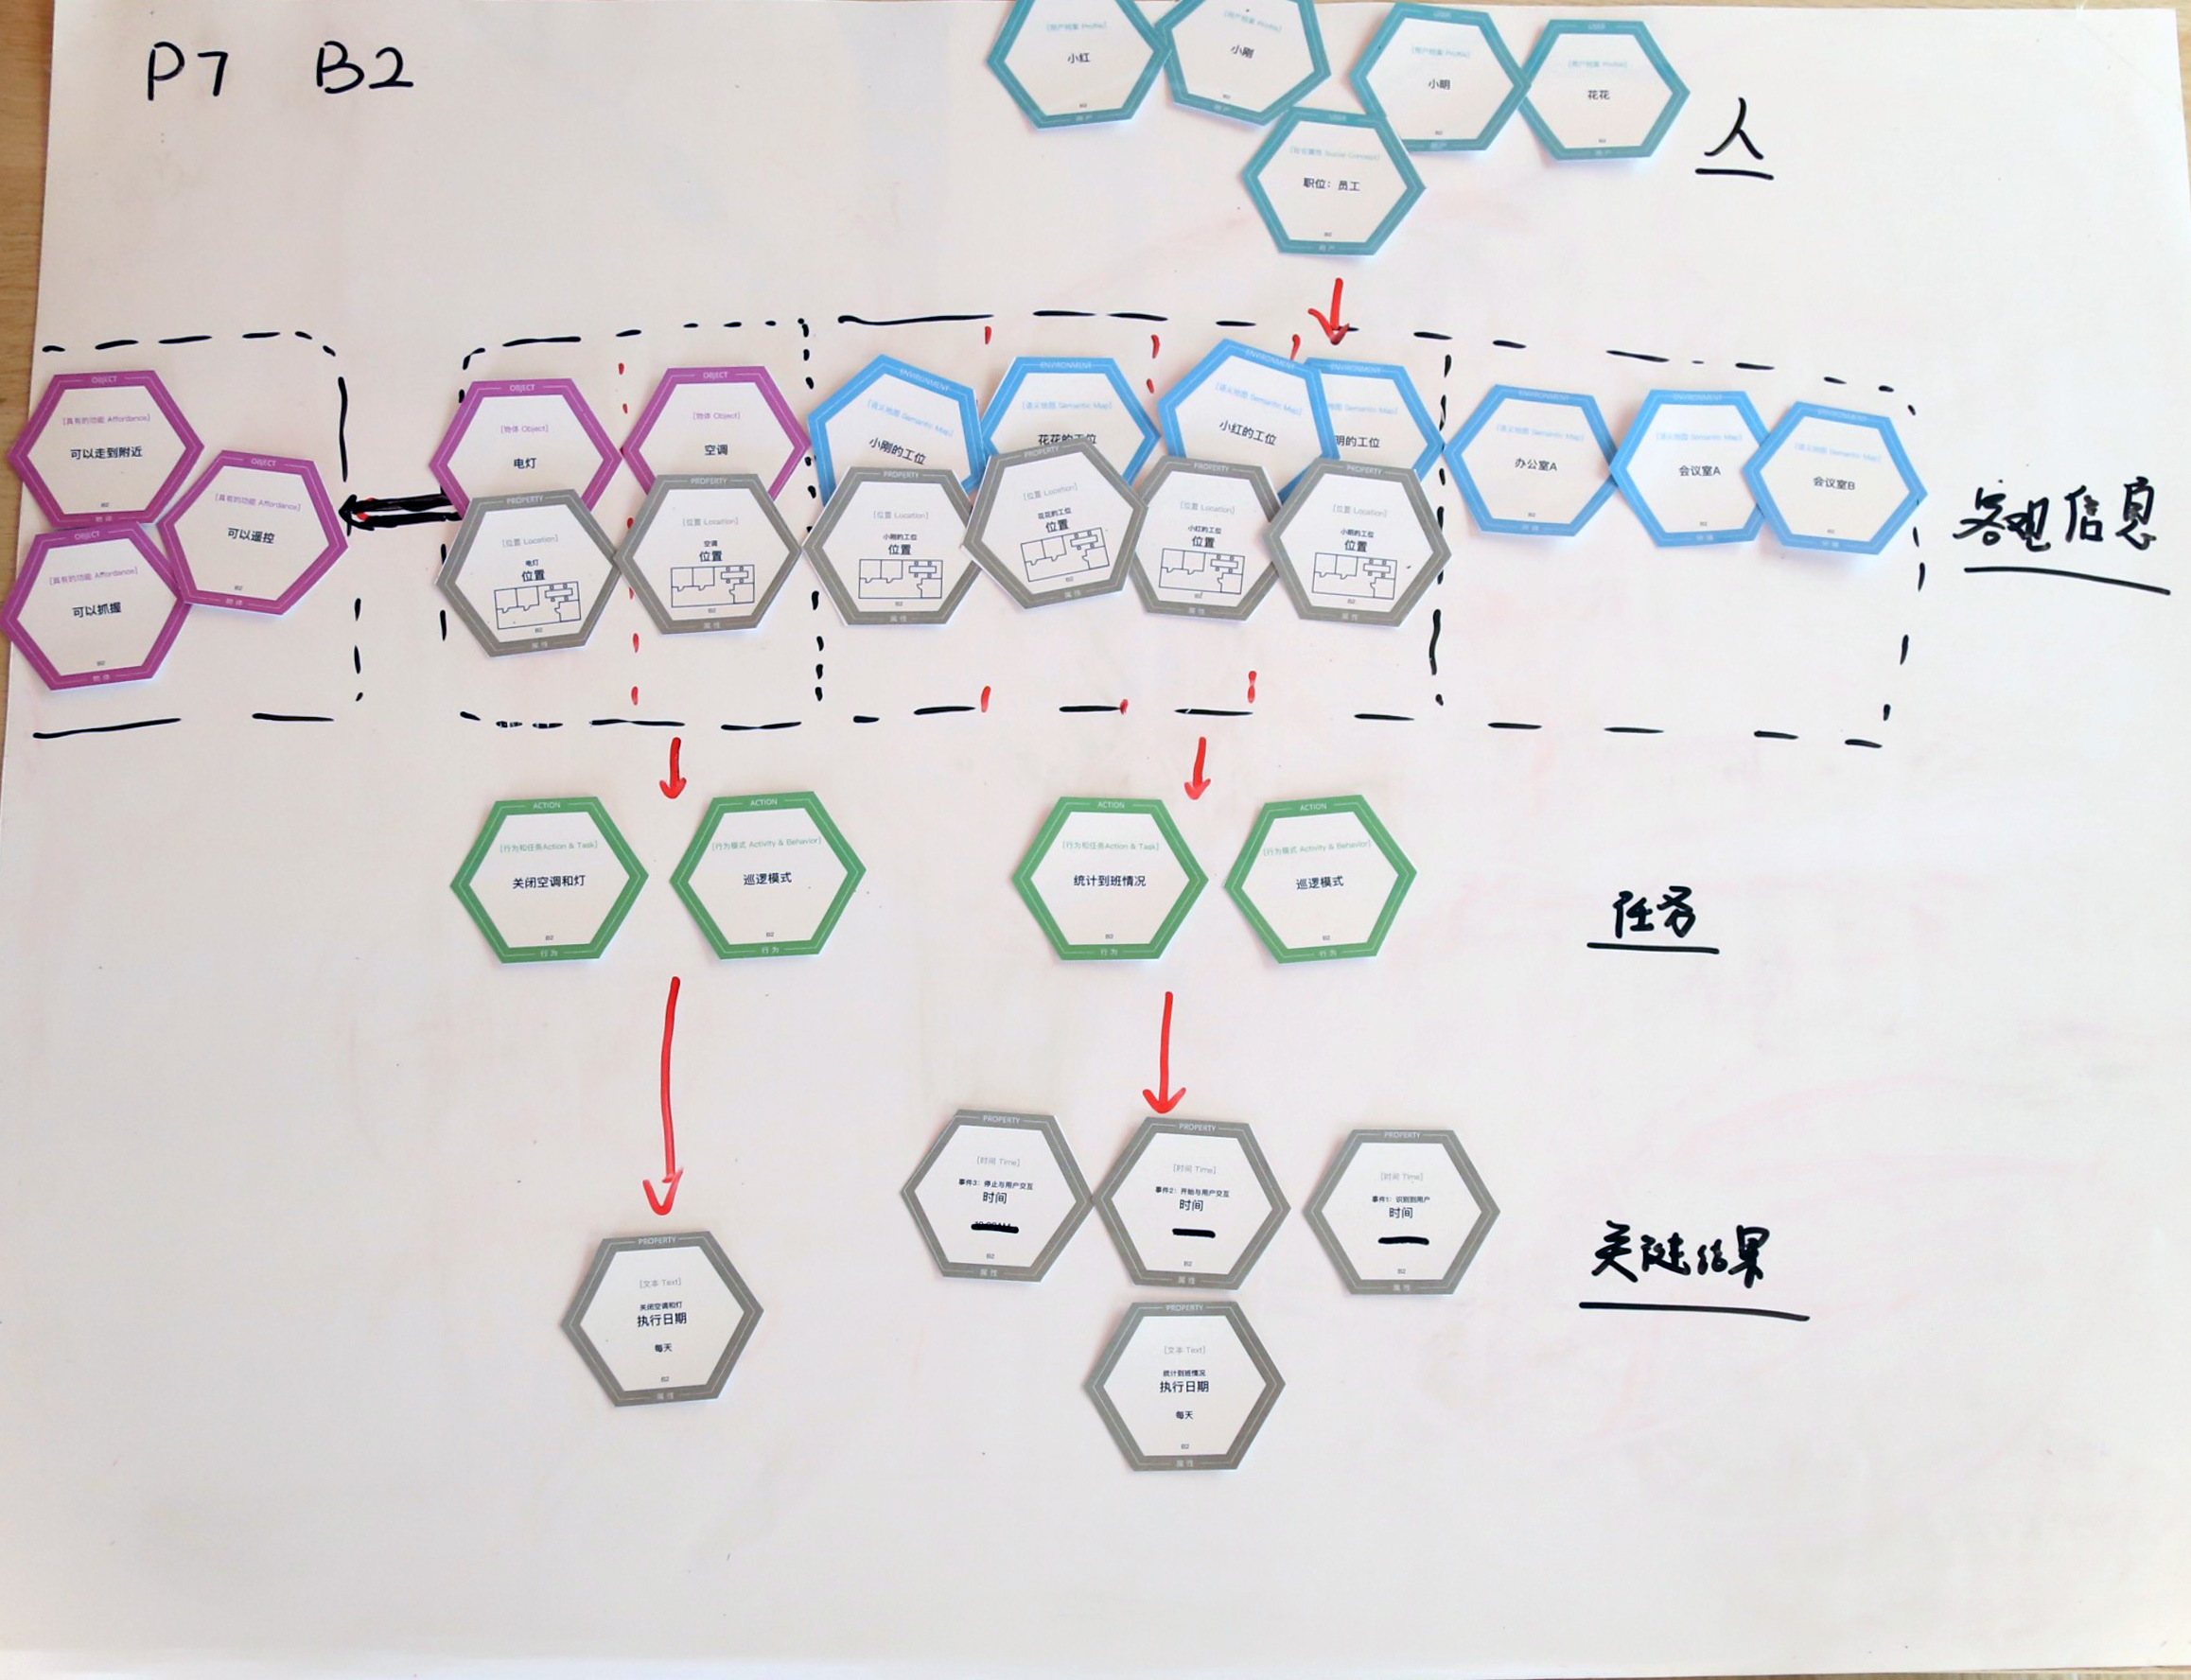 P7 B2
[用户档案 Profile]
小红
B2
用户
[用户档案 Profile]
小刚
B2
用户
USER
[用户档案 Profile]
小明
B2
用户
USER
[用户档案 Profile]
花花
B2
用户
人
USER
[社会属性 Social Concept]
职位：员工
B2
用户
OBJECT
[具有的功能 Affordance]
可以走到附近
B2
物体
OBJECT
[具有的功能 Affordance]
可以遥控
B2
物体
OBJECT
[具有的功能 Affordance]
可以抓握
B2
物体
OBJECT
[物体 Object]
电灯
OBJECT
[物体 Object]
空调
ENVIRONMENT
[语义地图 Semantic Map]
小刚的工位
ENVIRONMENT
[语义地图 Semantic Map]
花花的工位
ENVIRONMENT
[语义地图 Semantic Map]
小红的工位
ENVIRONMENT
地图 Semantic Map]
明的工位
ENVIRONMENT
[语义地图 Semantic Map]
办公室A
B2
环境
ENVIRONMENT
[语义地图 Semantic Map]
会议室A
B2
环境
ENVIRONMENT
[语义地图 Semantic Map]
会议室B
B2
环境
客观信息
PROPERTY
[位置 Location]
电灯
位置
B2
属性
PROPERTY
[位置 Location]
空调
位置
B2
属性
PROPERTY
[位置 Location]
小刚的工位
位置
B2
属性
PROPERTY
[位置 Location]
花花的工位
位置
B2
属性
PROPERTY
[位置 Location]
小红的工位
位置
B2
属性
PROPERTY
[位置 Location]
小明的工位
位置
B2
属性
ACTION
[行为和任务Action & Task]
关闭空调和灯
B2
行为
ACTION
[行为模式 Activity & Behavior]
巡逻模式
B2
行为
ACTION
[行为和任务Action & Task]
统计到班情况
B2
行为
ACTION
[行为模式 Activity & Behavior]
巡逻模式
B2
行为
任务
PROPERTY
[时间 Time]
事件3：停止与用户交互
时间
B2
属性
PROPERTY
[时间 Time]
事件2：开始与用户交互
时间
B2
属性
PROPERTY
[时间 Time]
事件1：识别到用户
时间
B2
属性
关键结果
PROPERTY
[文本 Text]
关闭空调和灯
执行日期
每天
B2
属性
PROPERTY
[文本 Text]
统计到班情况
执行日期
每天
B2
属性